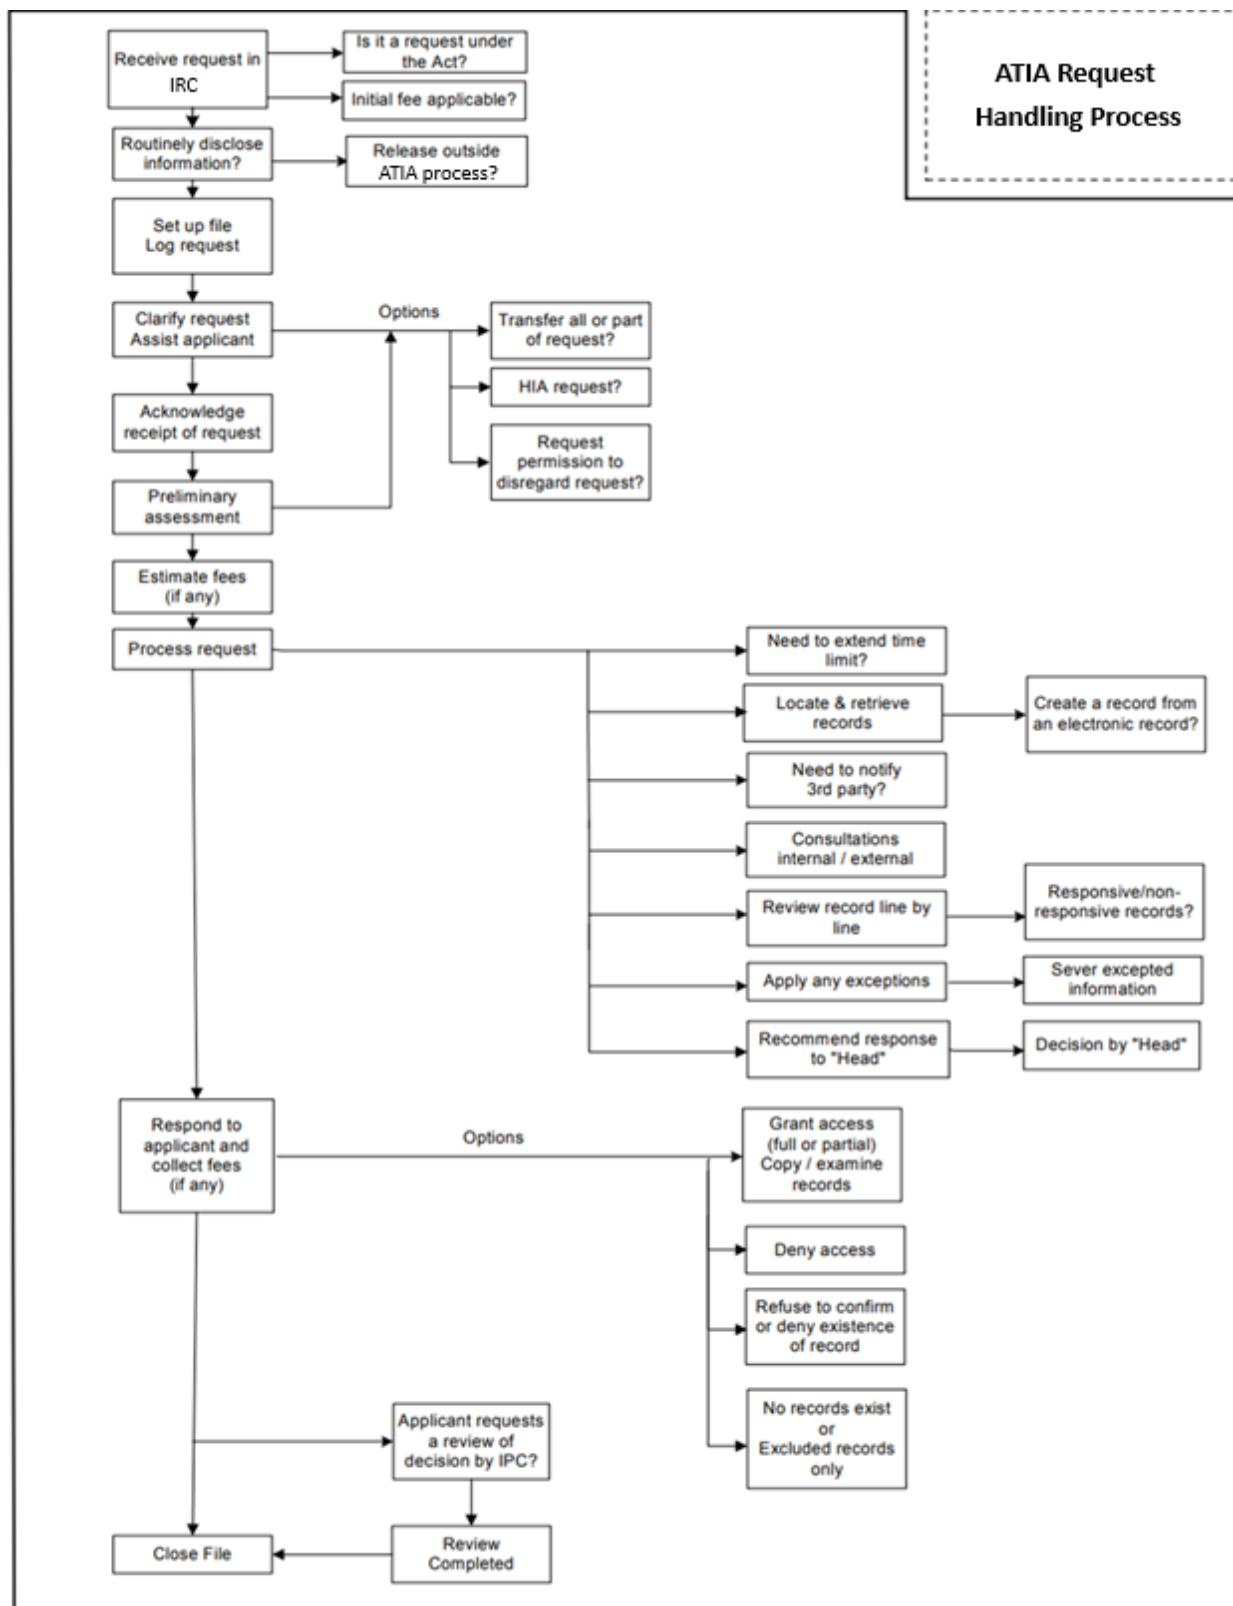 ATIA Request
Handling Process
Receive request in
IRC
Is it a request under
the Act?
Initial fee applicable?
Routinely disclose
information?
Release outside
ATIA process?
Set up file
Log request
Clarify request
Assist applicant
Options
Transfer all or part
of request?
HIA request?
Request
permission to
disregard request?
Acknowledge
receipt of request
Preliminary
assessment
Estimate fees
(if any)
Process request
Need to extend time
limit?
Locate & retrieve
records
Create a record from
an electronic record?
Need to notify
3rd party?
Consultations
internal / external
Review record line by
line
Responsive/non-
responsive records?
Apply any exceptions
Sever excepted
information
Recommend response
to "Head"
Decision by "Head"
Respond to
applicant and
collect fees
(if any)
Options
Grant access
(full or partial)
Copy / examine
records
Deny access
Refuse to confirm
or deny existence
of record
No records exist
or
Excluded records
only
Applicant requests
a review of
decision by IPC?
Review
Completed
Close File